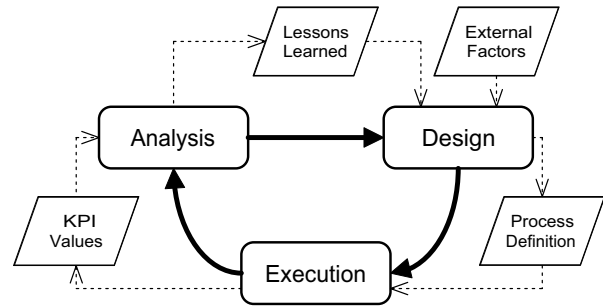 Lessons
Learned
External
Factors
Analysis
Design
KPI
Values
Process
Definition
Execution